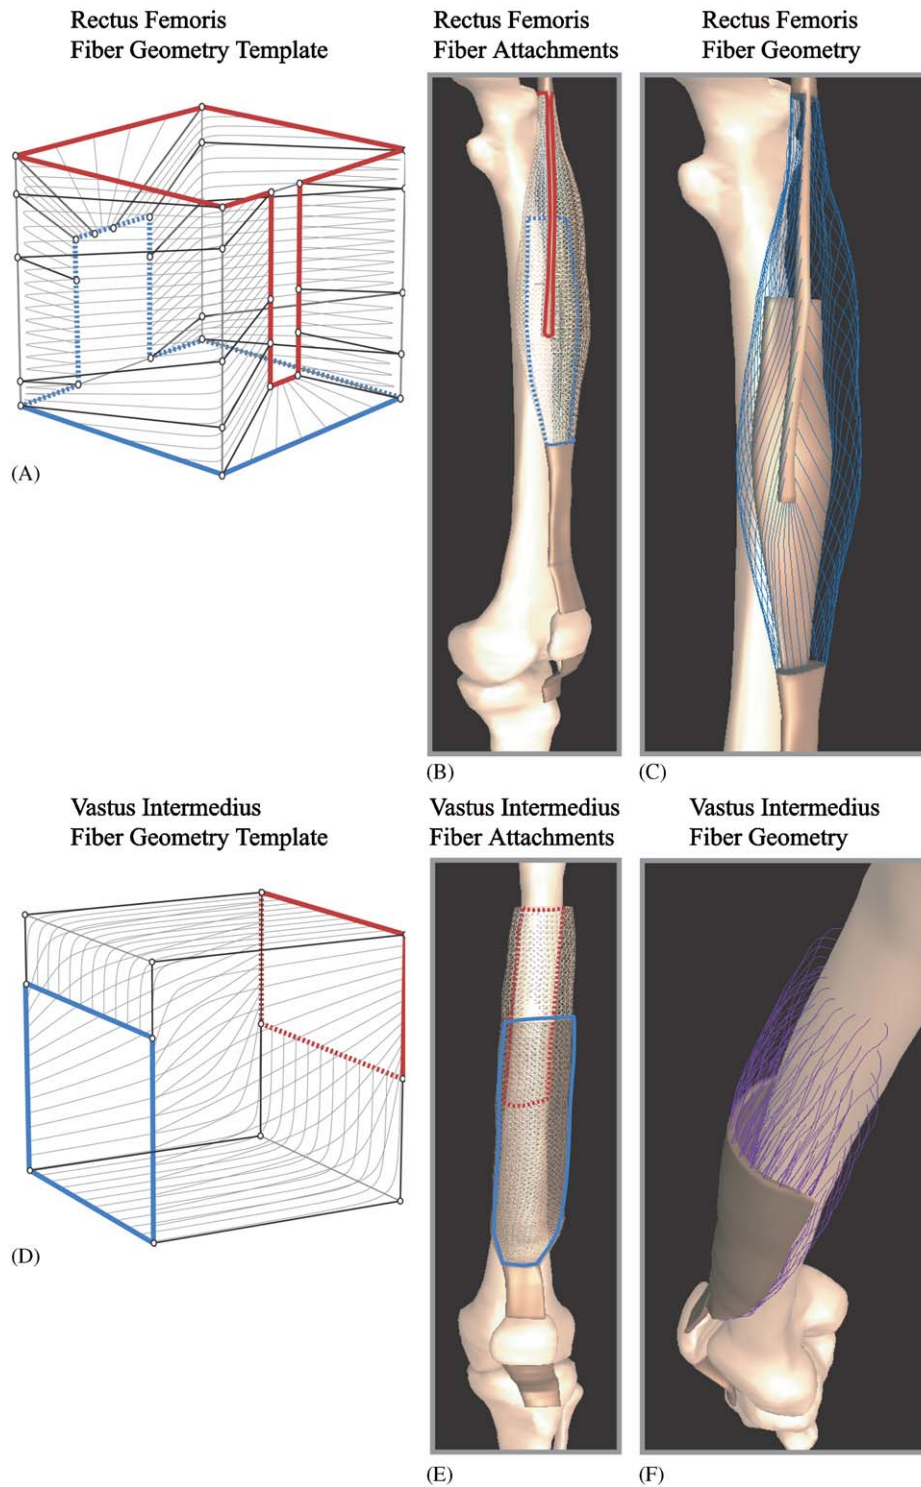 Rectus Femoris
Fiber Geometry Template
Rectus Femoris
Fiber Attachments
Rectus Femoris
Fiber Geometry
(A)
(B)
(C)
Vastus Intermedius
Fiber Geometry Template
Vastus Intermedius
Fiber Attachments
Vastus Intermedius
Fiber Geometry
(D)
(E)
(F)